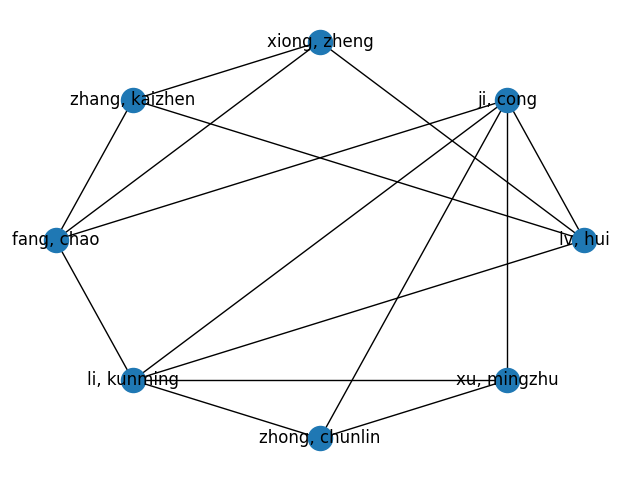 xiong, zheng
zhang, kaizhen
ji, cong
fang, chao
lv, hui
li, kunming
xu, mingzhu
zhong, chunlin